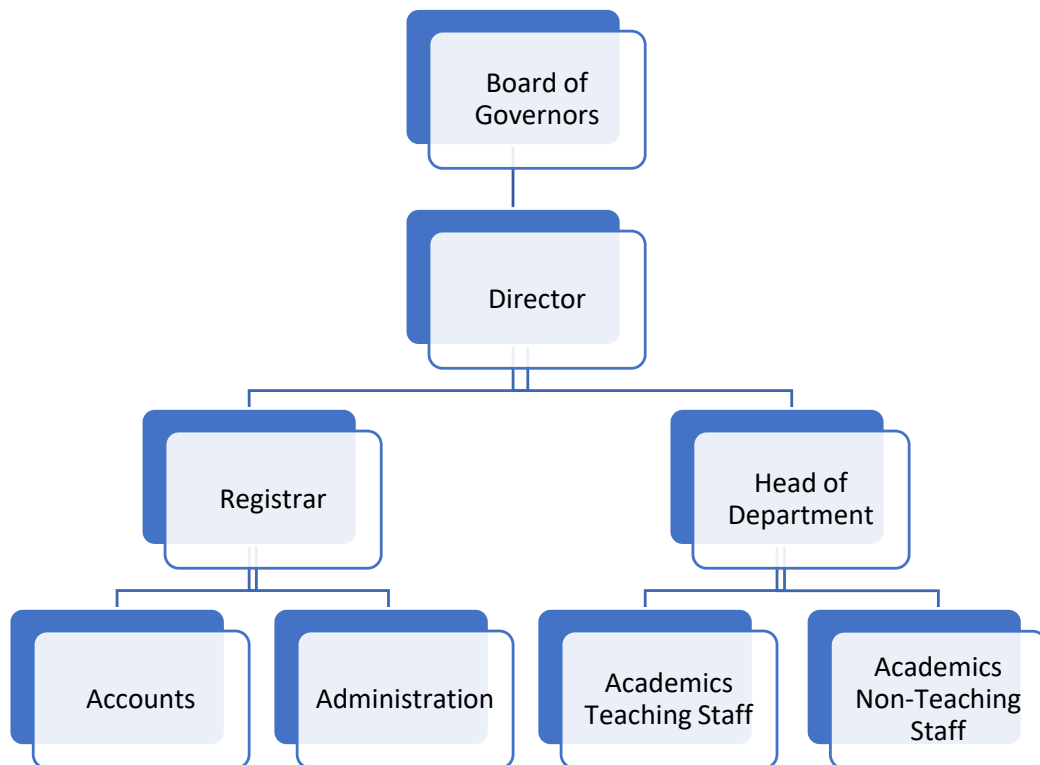 Board of
Governors
Director
Registrar
Head of
Department
Accounts
Administration
Academics
Teaching Staff
Academics
Non-Teaching
Staff